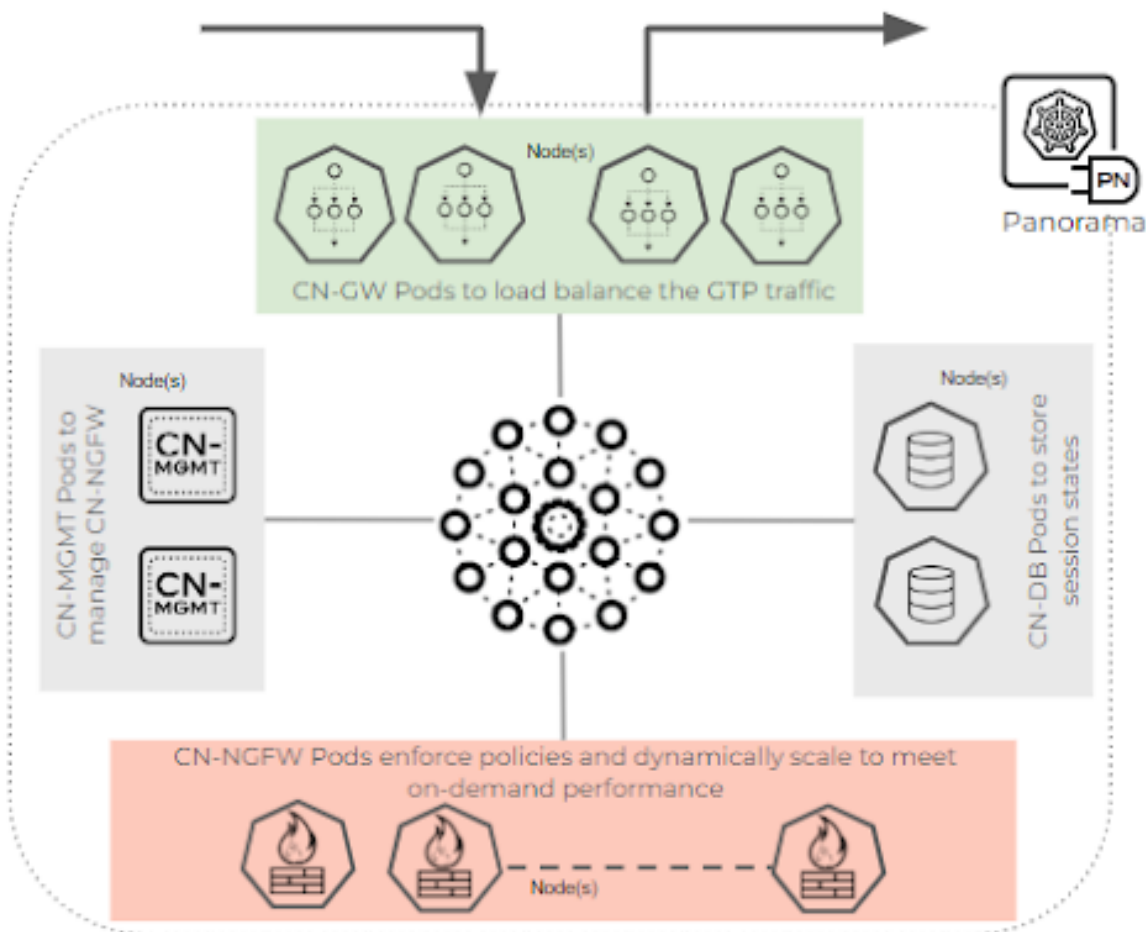 Node(s)
CN-GW Pods to load balance the GTP traffic
PN
Panorama
Node(s)
CN-MGMT Pods to
manage CN-NGFW
CN-
MGMT
CN-
MGMT
Node(s)
CN-DB Pods to store
session states
CN-NGFW Pods enforce policies and dynamically scale to meet
on-demand performance
Node(s)